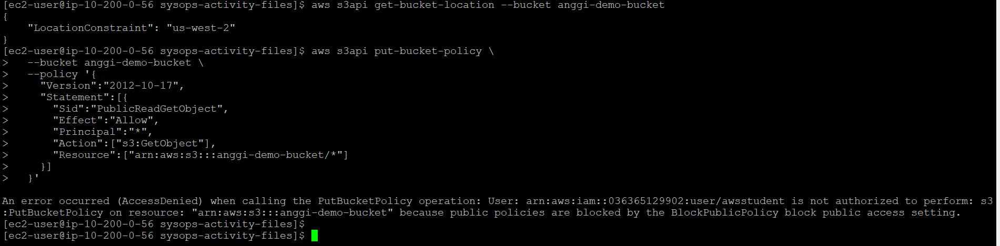 [ec2-user@ip-10-200-0-56 sysops-activity-files]$ aws s3api get-bucket-location --bucket anggi-demo-bucket
{
    "LocationConstraint": "us-west-2"
}
[ec2-user@ip-10-200-0-56 sysops-activity-files]$ aws s3api put-bucket-policy \
>   --bucket anggi-demo-bucket \
>   --policy '{
>     "Version":"2012-10-17",
>     "Statement":[{
>       "Sid":"PublicReadGetObject",
>       "Effect":"Allow",
>       "Principal":"*",
>       "Action":["s3:GetObject"],
>       "Resource":["arn:aws:s3:::anggi-demo-bucket/*"]
>     }]
>   }'

An error occurred (AccessDenied) when calling the PutBucketPolicy operation: User: arn:aws:iam::036365129902:user/awsstudent is not authorized to perform: s3
:PutBucketPolicy on resource: "arn:aws:s3:::anggi-demo-bucket" because public policies are blocked by the BlockPublicPolicy block public access setting.
[ec2-user@ip-10-200-0-56 sysops-activity-files]$
[ec2-user@ip-10-200-0-56 sysops-activity-files]$